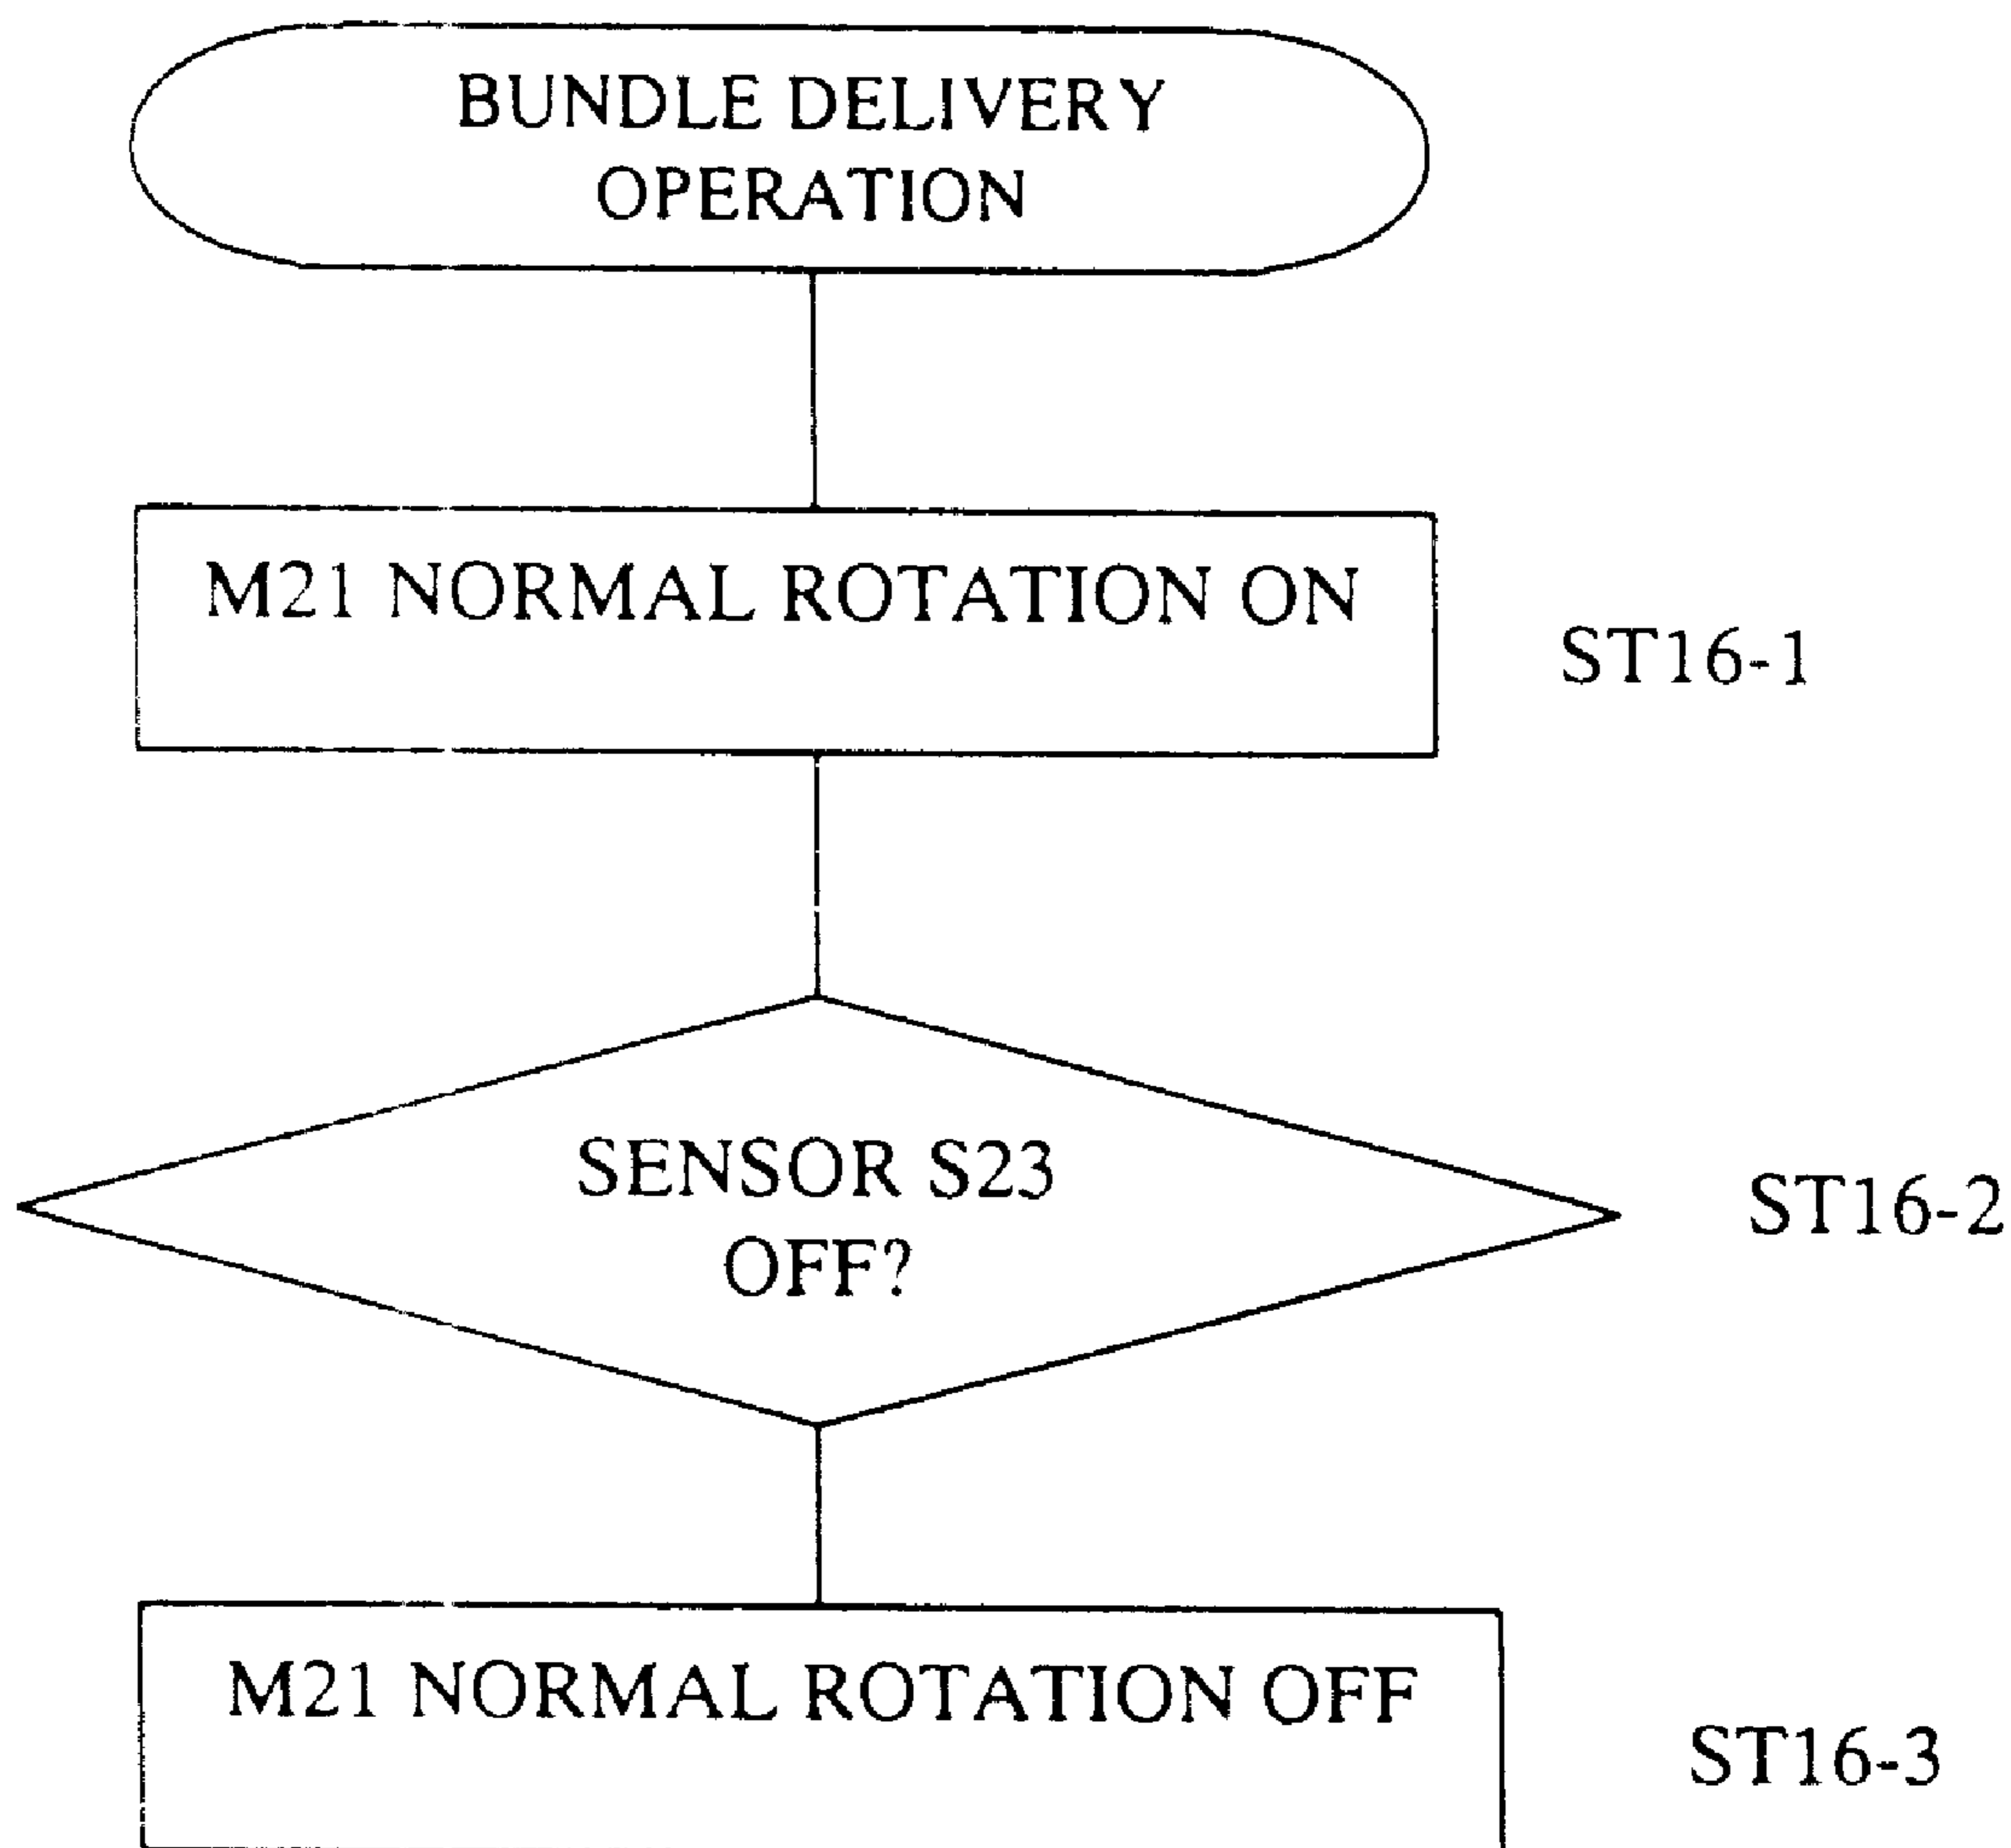 BUNDLE DELIVERY
OPERATION
M21 NORMAL ROTATION ON
ST16-1
SENSOR S23
OFF?
ST16-2
M21 NORMAL ROTATION OFF
ST16-3